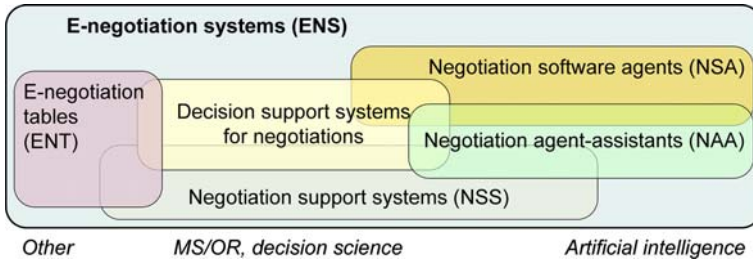 E-negotiation systems (ENS)
Negotiation software agents (NSA)
E-negotiation
tables
(ENT)
Decision support systems
for negotiations
Negotiation agent-assistants (NAA)
Negotiation support systems (NSS)
Other
MS/OR, decision science
Artificial intelligence